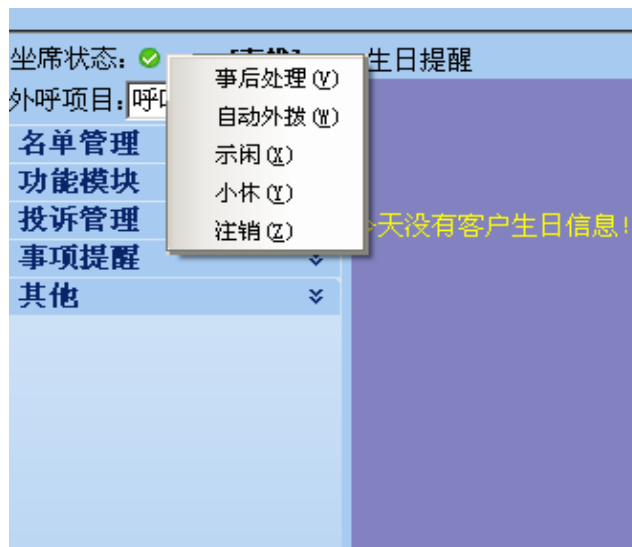 坐席状态:
生日提醒
外呼项目:
事后处理(V)
自动外拨(W)
示闲(X)
小休(Y)
注销(Z)
名单管理
功能模块
投诉管理
事项提醒
其他
天没有客户生日信息!